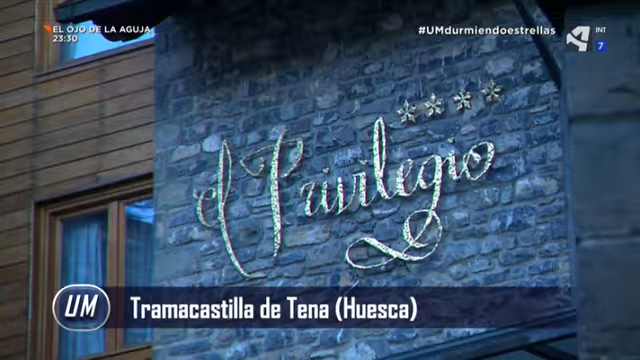 EL OJO DE LA AGUJA
23:30
#UMdurmiendoestrellas
INT
7
el Privilegio
UM
Tramacastilla de Tena (Huesca)